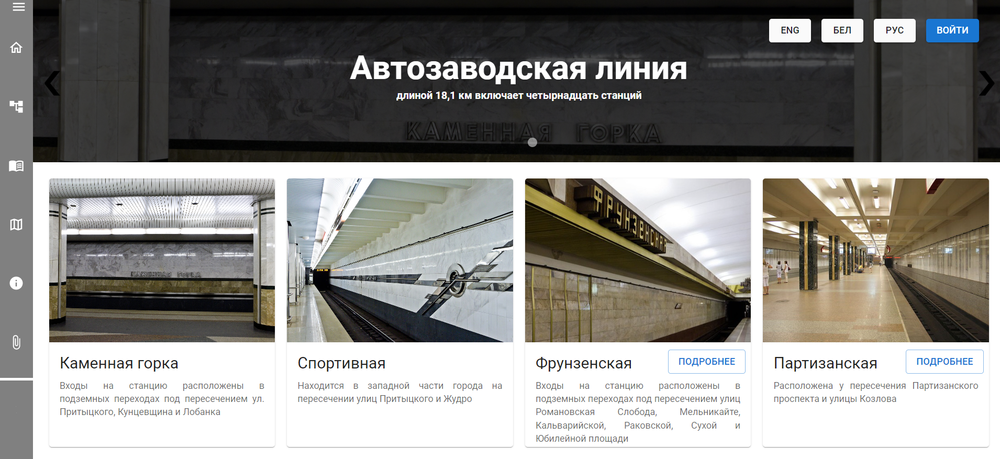 ENG БЕЛ РУС ВОЙТИ
Автозаводская линия
длиной 18,1 км включает четырнадцать станций
КАМЕННАЯ ГОРКА
КАМЕННАЯ ГОРКА
ФРУНЗЕНСКАЯ
Каменная горка
Входы на станцию расположены в
подземных переходах под пересечением ул.
Притыцкого, Кунцевщина и Лобанка
Спортивная
Находится в западной части города на
пересечении улиц Притыцкого и Жудро
Фрунзенская ПОДРОБНЕЕ
Входы на станцию расположены в
подземных переходах под пересечением улиц
Романовская Слобода, Мельникайте,
Кальварийской, Раковской, Сухой и
Юбилейной площади
Партизанская ПОДРОБНЕЕ
Расположена у пересечения Партизанского
проспекта и улицы Козлова